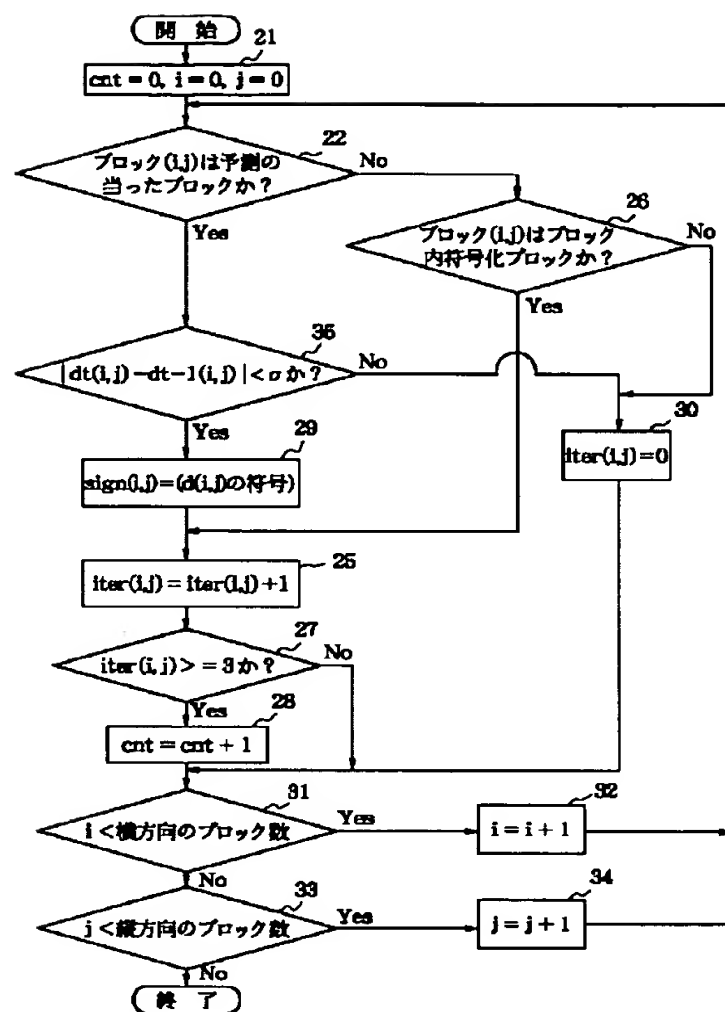 開始
21
cnt = 0, i = 0, j = 0
22
ブロック(i,j)は予測の
当ったブロックか？
No
Yes
26
ブロック(i,j)はブロック
内符号化ブロックか？
No
Yes
35
|dt(i,j)-dt-1(i,j)|<σか？
No
Yes
29
sign(i,j)=(d(i,j)の符号)
30
iter(i,j)=0
25
iter(i,j)=iter(i,j)+1
27
iter(i,j)>=3か？
No
Yes
28
cnt = cnt + 1
31
i<横方向のブロック数
Yes
32
i = i + 1
No
33
j<縦方向のブロック数
Yes
34
j = j + 1
No
終了